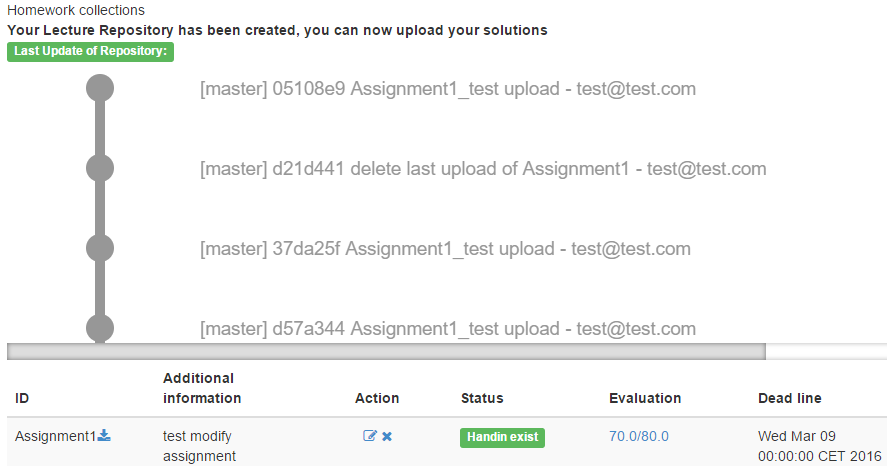 Homework collections
Your Lecture Repository has been created, you can now upload your solutions
Last Update of Repository:
[master] 05108e9 Assignment1_test upload - test@test.com
[master] d21d441 delete last upload of Assignment1 - test@test.com
[master] 37da25f Assignment1_test upload - test@test.com
[master] d57a344 Assignment1_test upload - test@test.com
ID Additional information Action Status Evaluation Dead line
Assignment1 test modify assignment Handin exist 70.0/80.0 Wed Mar 09 00:00:00 CET 2016